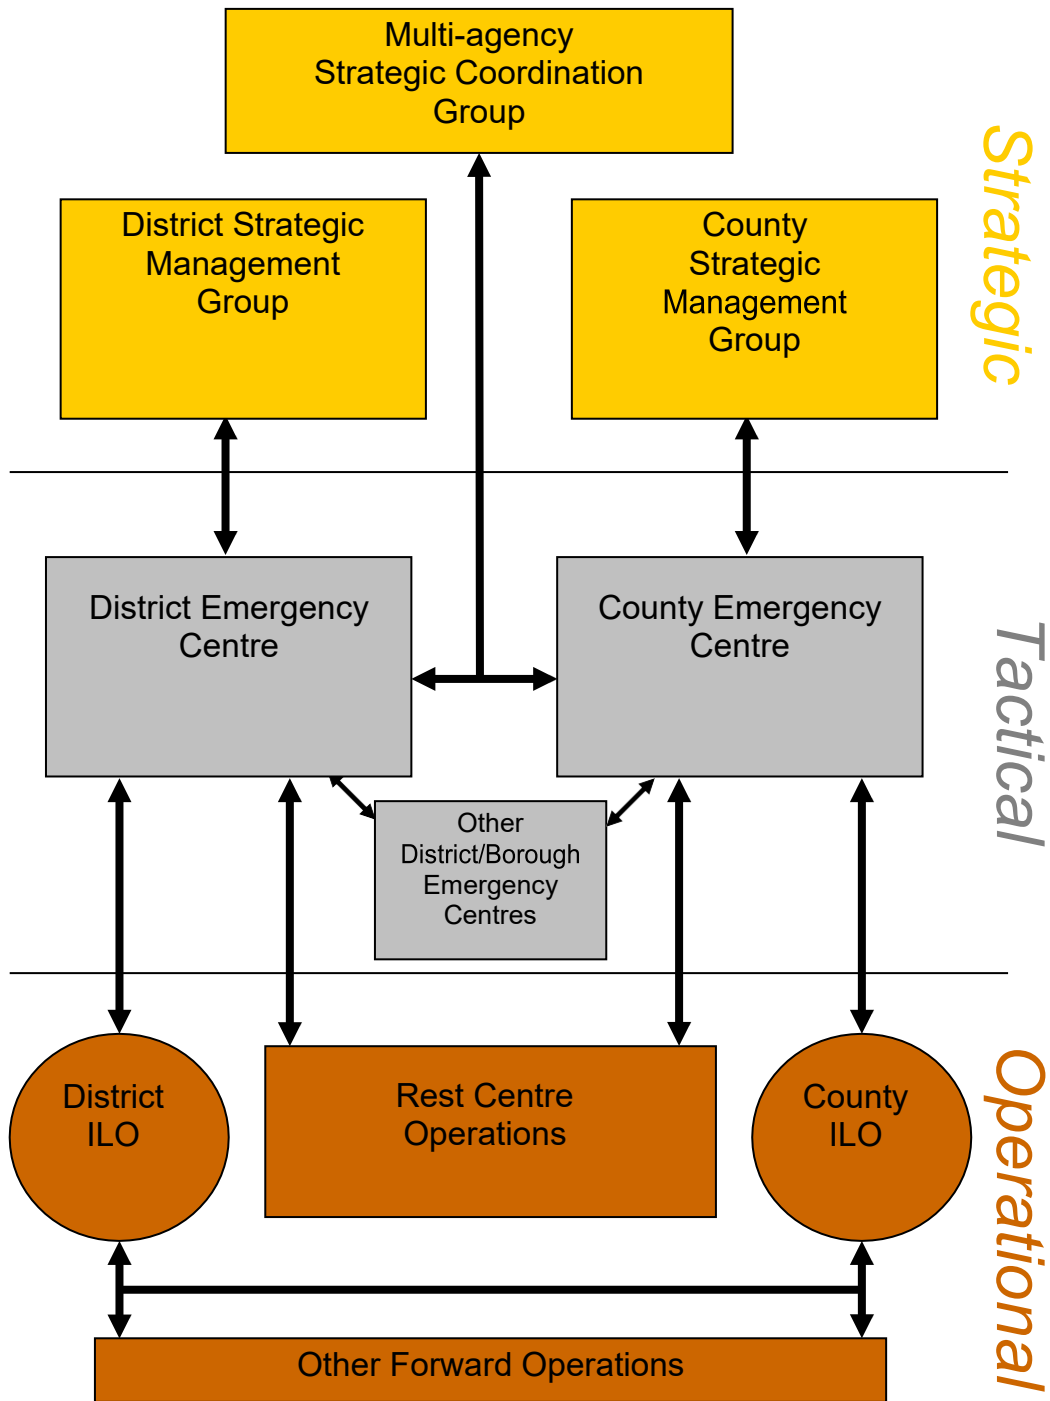 Multi-agency
Strategic Coordination
Group
Strategic
District Strategic
Management
Group
County
Strategic
Management
Group
District Emergency
Centre
County Emergency
Centre
Tactical
Other
District/Borough
Emergency
Centres
District
ILO
Rest Centre
Operations
County
ILO
Operational
Other Forward Operations